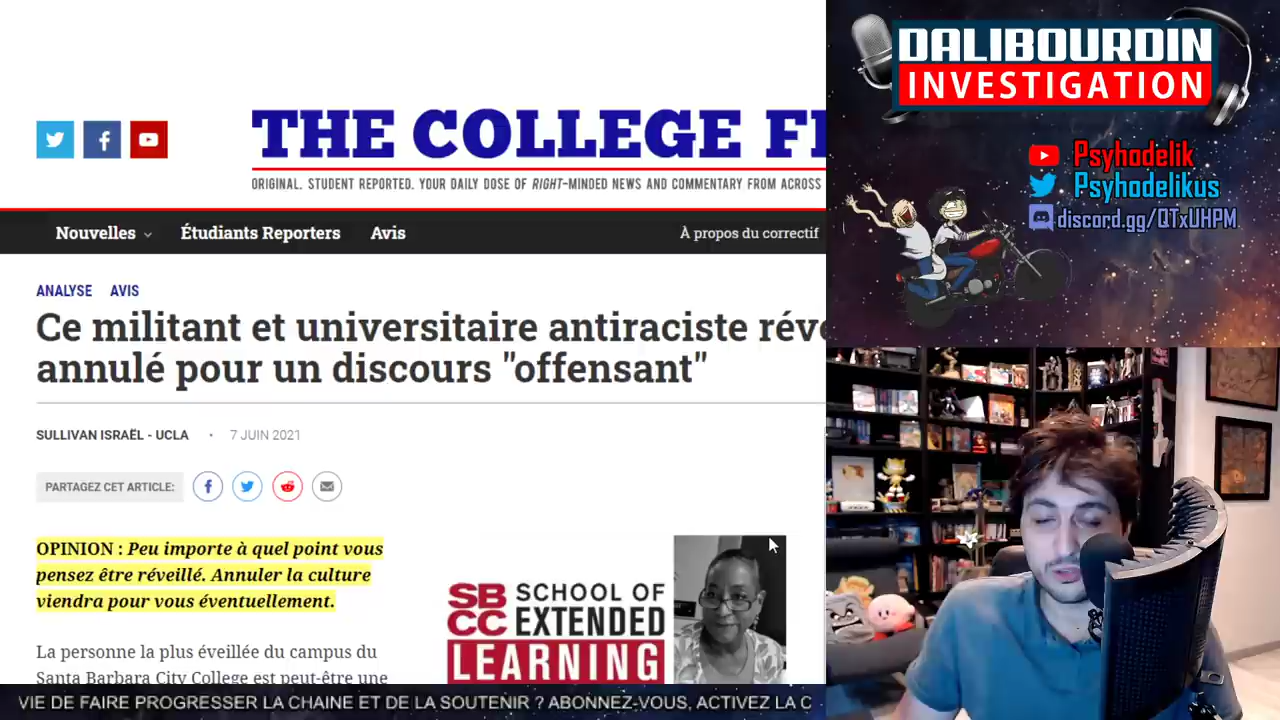 THE COLLEGE FI
ORIGINAL. STUDENT REPORTED. YOUR DAILY DOSE OF RIGHT-MINDED NEWS AND COMMENTARY FROM ACROSS
Nouvelles
Étudiants Reporters
Avis
À propos du correctif
ANALYSE AVIS
Ce militant et universitaire antiraciste réve
annulé pour un discours "offensant"
SULLIVAN ISRAËL - UCLA • 7 JUIN 2021
PARTAGEZ CET ARTICLE:
OPINION : Peu importe à quel point vous
pensez être réveillé. Annuler la culture
viendra pour vous éventuellement.
La personne la plus éveillée du campus du
Santa Barbara City College est peut-être une
SBCC SCHOOL OF
EXTENDED
LEARNING
DALIBOURDIN
INVESTIGATION
Psyhodelik
Psyhodelikus
discord.gg/QTxUHPM
VIE DE FAIRE PROGRESSER LA CHAINE ET DE LA SOUTENIR ? ABONNEZ-VOUS, ACTIVEZ LA C